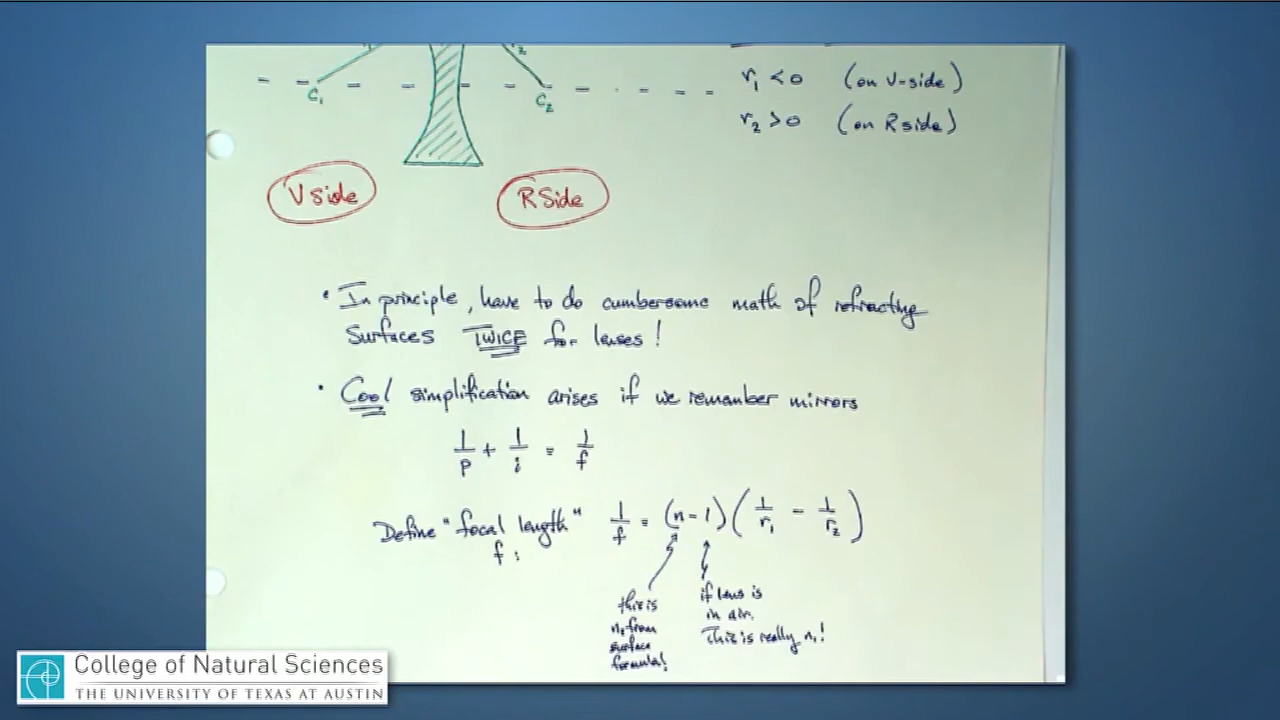 r₁ < 0 (on V-side)
C₁
C₂
r₂ > 0 (on R side)
V Side
R Side
• In principle, have to do cumbersome math of refracting
surfaces TWICE for lenses!
• Cool simplification arises if we remember mirrors
1/p + 1/i = 1/f
Define "focal length" 1/f = (n - 1)(1/r₁ - 1/r₂)
f:
this is
n₂ from
surface
formula!
if lens is
in air.
This is really n₁!
College of Natural Sciences
THE UNIVERSITY OF TEXAS AT AUSTIN